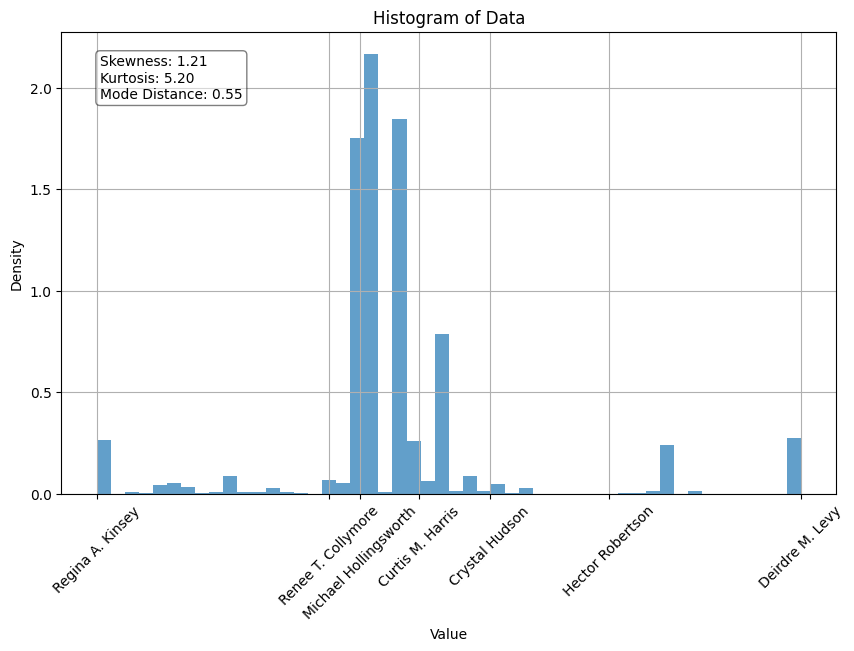 Histogram of Data
Skewness: 1.21
Kurtosis: 5.20
Mode Distance: 0.55
Density
2.0
1.5
1.0
0.5
0.0
Regina A. Kinsey
Renee T. Collymore
Michael Hollingsworth
Curtis M. Harris
Crystal Hudson
Hector Robertson
Deirdre M. Levy
Value